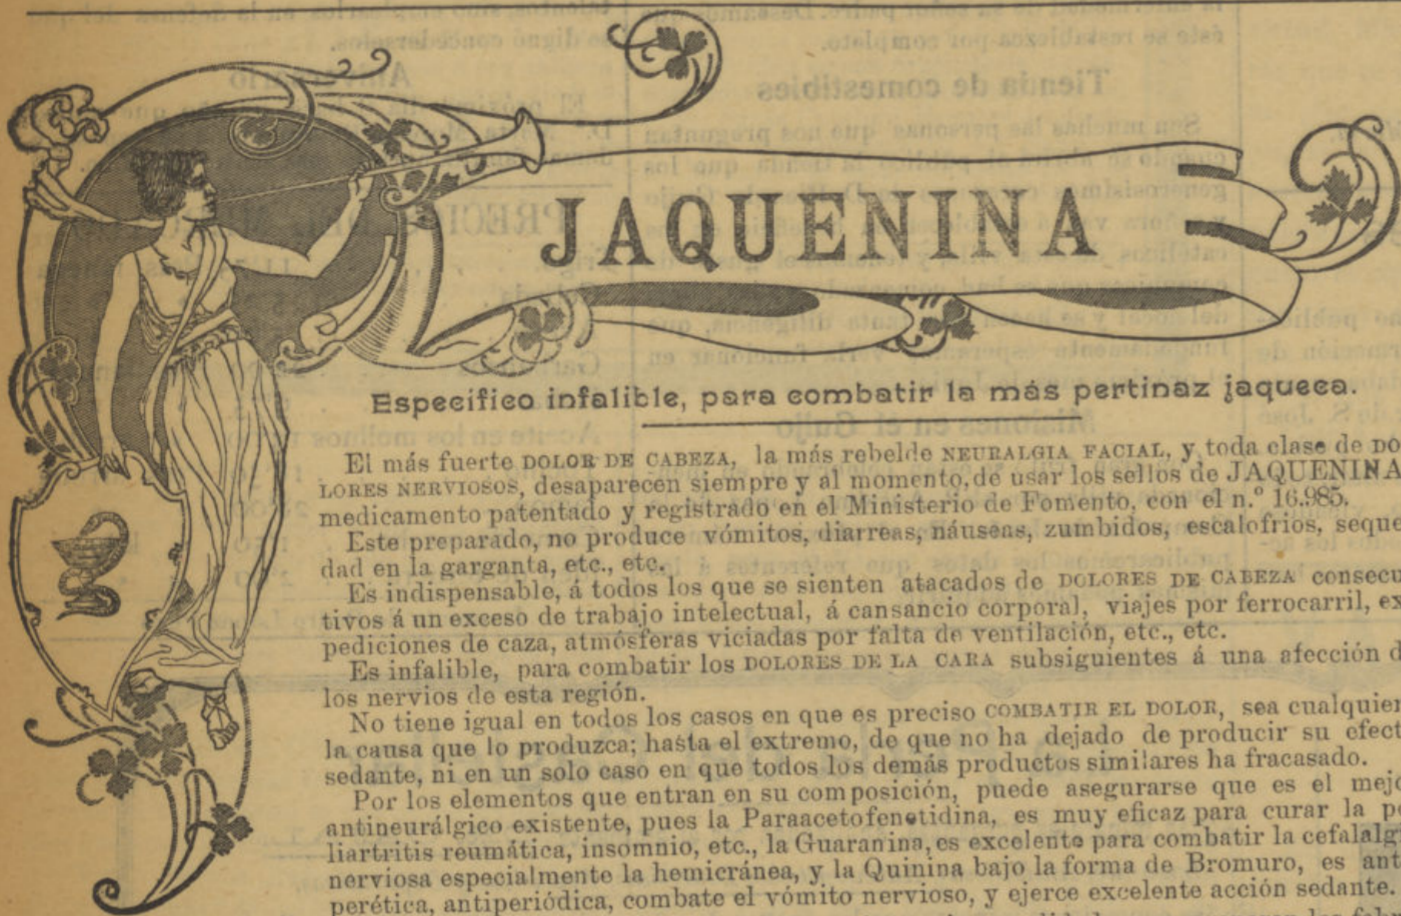 JAQUENINA
Específico infalible, para combatir la más pertinaz jaqueca.
El más fuerte DOLOR DE CABEZA, la más rebelde NEURALGIA FACIAL, y toda clase de DO
LORES NERVIOSOS, desaparecen siempre y al momento, de usar los sellos de JAQUENINA
medicamento patentado y registrado en el Ministerio de Fomento, con el n.º 16.985.
Este preparado, no produce vómitos, diarreas, náuseas, zumbidos, escalofrios, seque
dad en la garganta, etc., etc.
Es indispensable, á todos los que se sienten atacados de DOLORES DE CABEZA consecu
tivos á un exceso de trabajo intelectual, á cansancio corporal, viajes por ferrocarril, ex
pediciones de caza, atmósferas viciadas por falta de ventilación, etc., etc.
Es infalible, para combatir los DOLORES DE LA CARA subsiguientes á una afección d
los nervios de esta región.
No tiene igual en todos los casos en que es preciso COMBATIR EL DOLOR, sea cualquier
la causa que lo produzca; hasta el extremo, de que no ha dejado de producir su efect
sedante, ni en un solo caso en que todos los demás productos similares ha fracasado.
Por los elementos que entran en su composición, puede asegurarse que es el mejo
antineurálgico existente, pues la Paraacetofenetidina, es muy eficaz para curar la po
liartritis reumática, insomnio, etc., la Guaranina, es excelente para combatir la cefalalg
nerviosa especialmente la hemicránea, y la Quinina bajo la forma de Bromuro, es ant
perética, antiperiódica, combate el vómito nervioso, y ejerce excelente acción sedante.